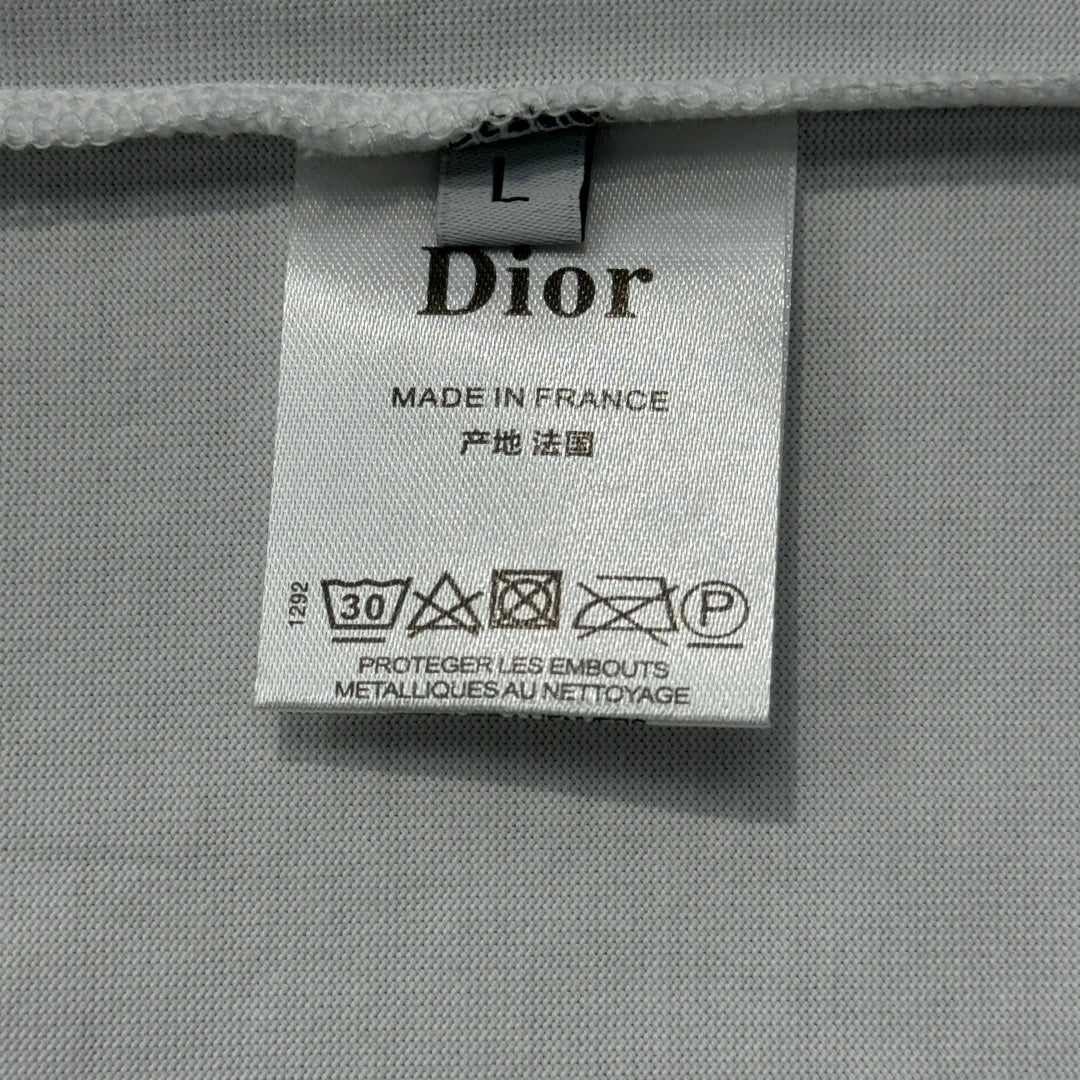 L
Dior
MADE IN FRANCE
产地 法国
1292
30
P
PROTEGER LES EMBOUTS
METALLIQUES AU NETTOYAGE